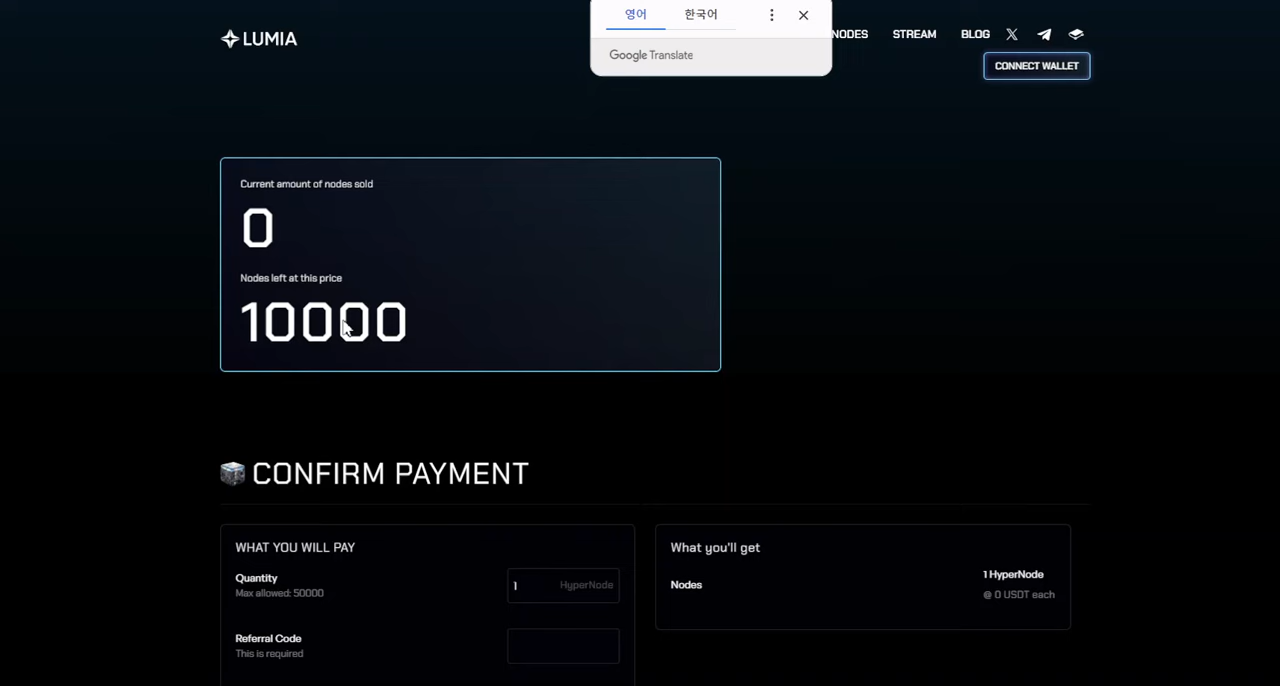 영어
한국어
Google Translate
LUMIA
NODES
STREAM
BLOG
CONNECT WALLET
Current amount of nodes sold
0
Nodes left at this price
10000
CONFIRM PAYMENT
WHAT YOU WILL PAY
Quantity
Max allowed: 50000
1
HyperNode
Referral Code
This is required
What you'll get
Nodes
1 HyperNode
@ 0 USDT each